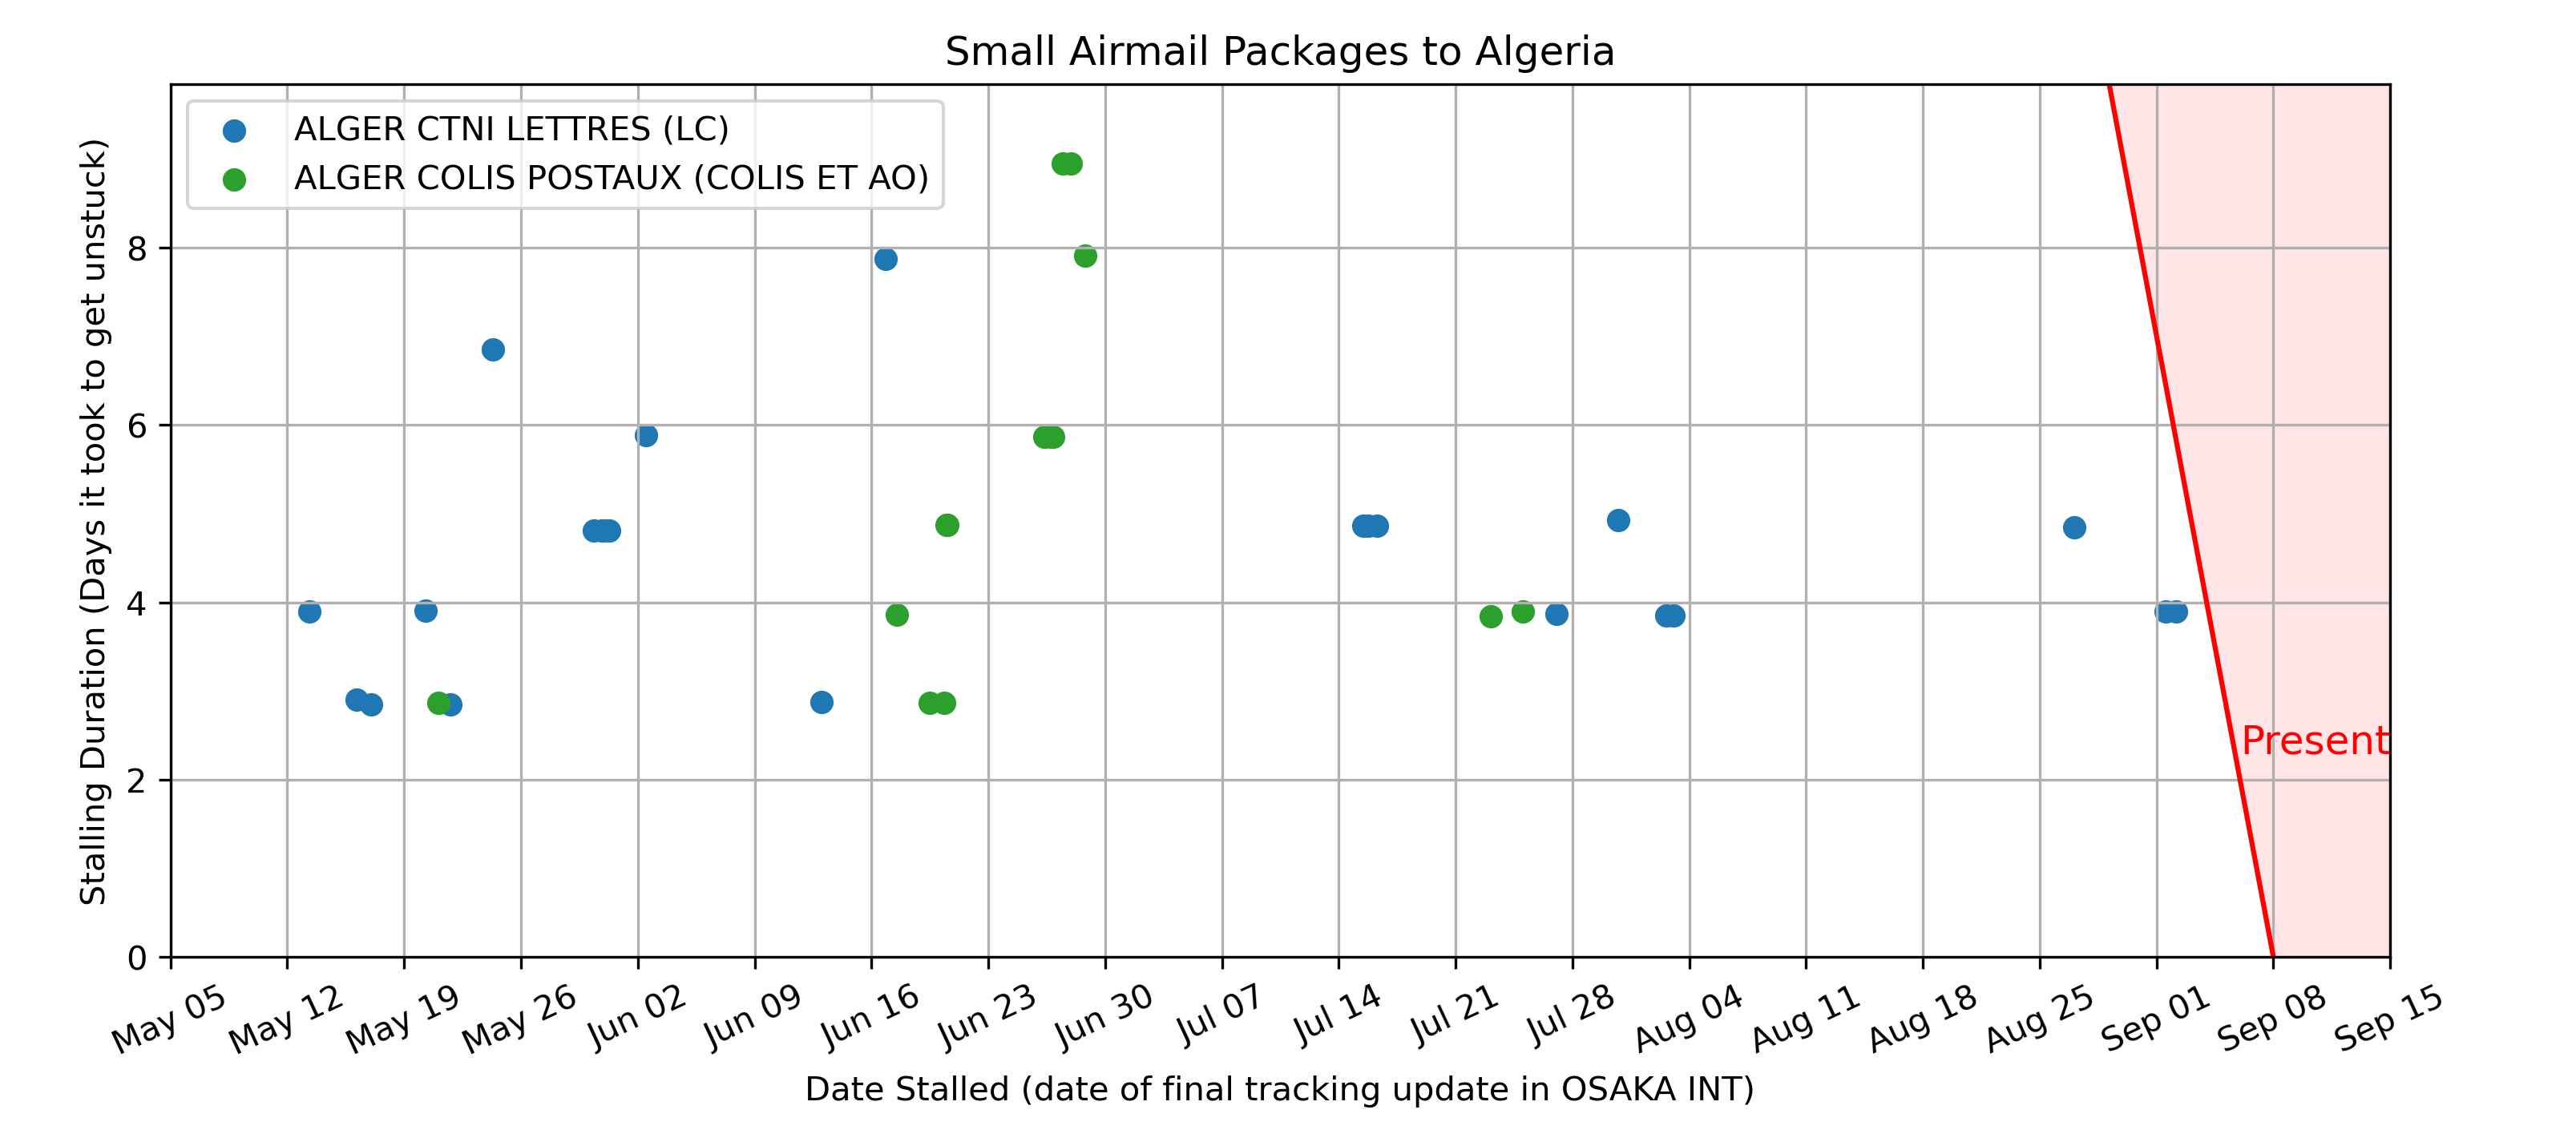 Small Airmail Packages to Algeria
ALGER CTNI LETTRES (LC)
ALGER COLIS POSTAUX (COLIS ET AO)
Stalling Duration (Days it took to get unstuck)
8
6
4
2
0
Present
May 05
May 12
May 19
May 26
Jun 02
Jun 09
Jun 16
Jun 23
Jun 30
Jul 07
Jul 14
Jul 21
Jul 28
Aug 04
Aug 11
Aug 18
Aug 25
Sep 01
Sep 08
Sep 15
Date Stalled (date of final tracking update in OSAKA INT)